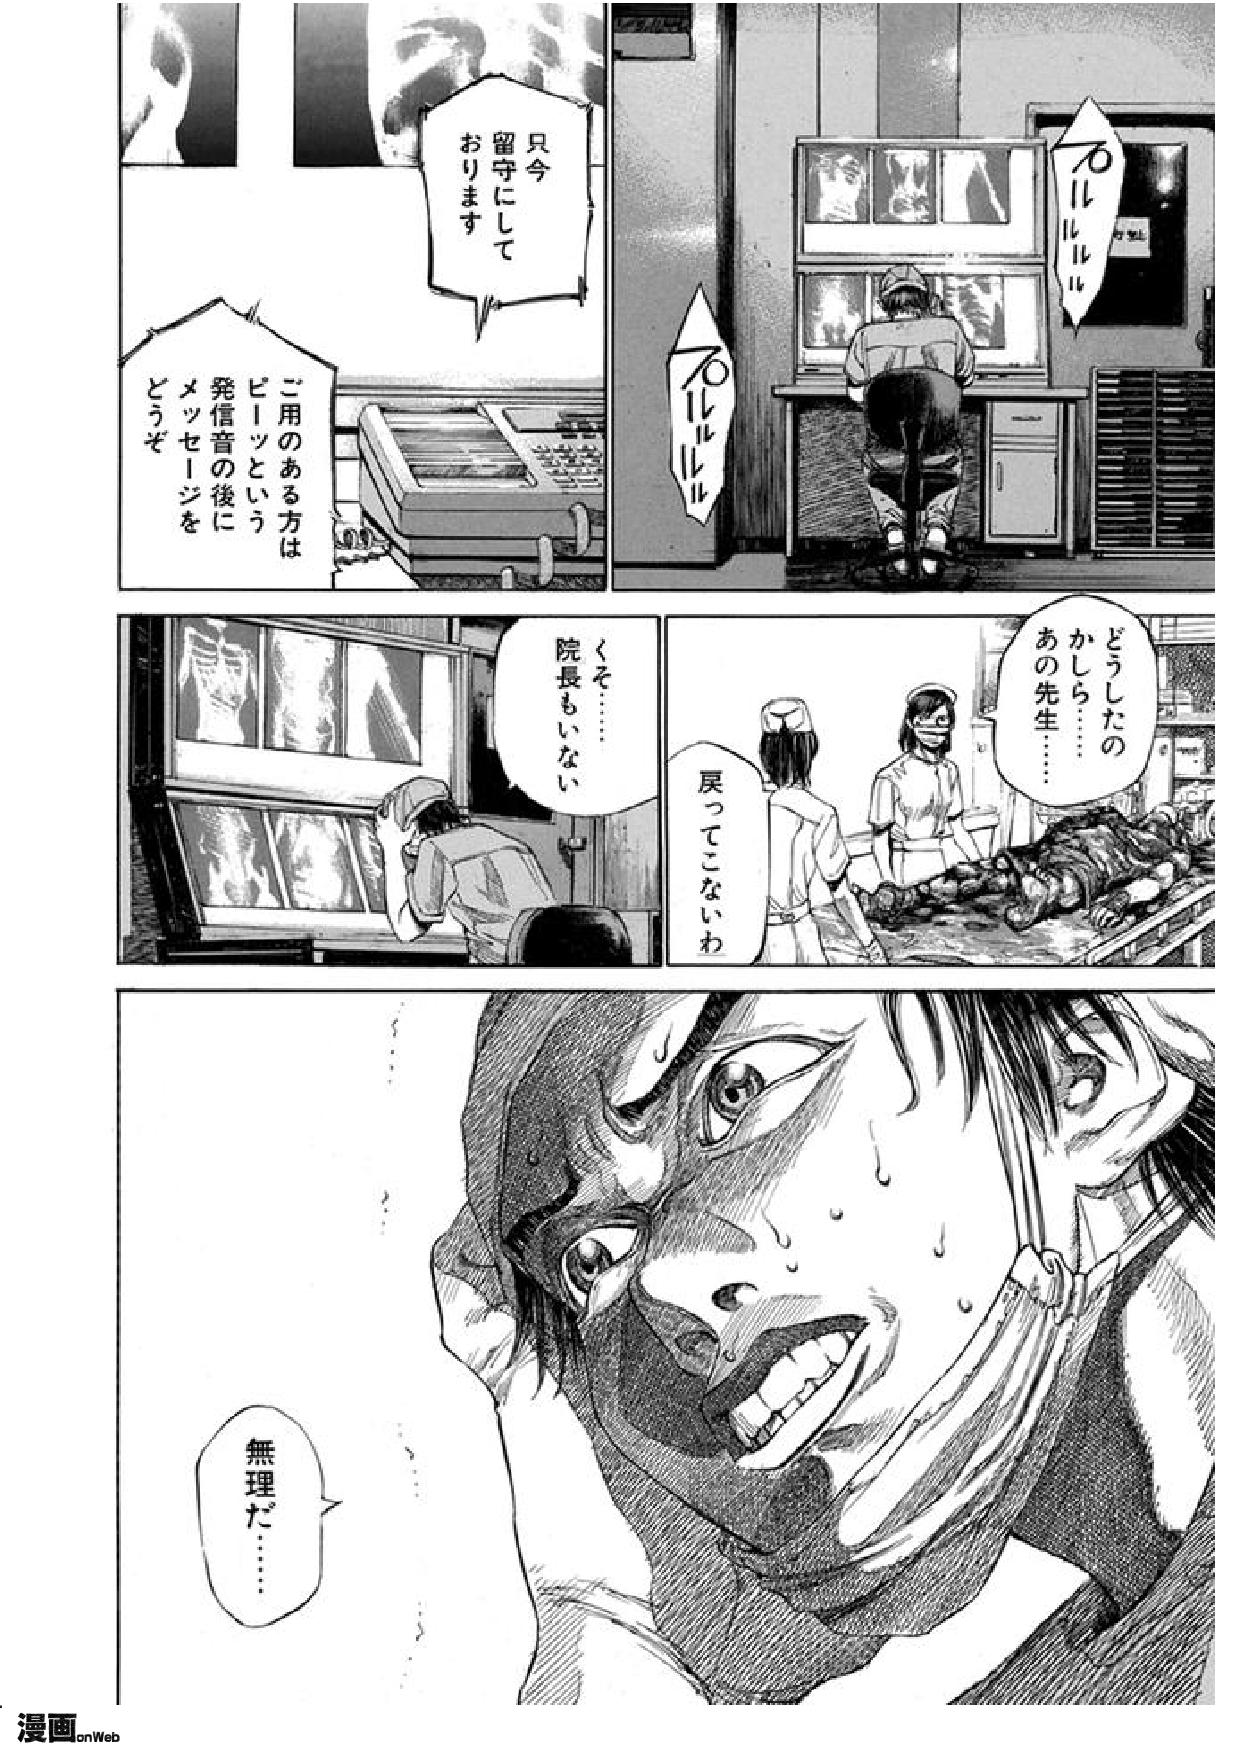 プルルルル
プルルルル
只今
留守にして
おります
ご用のある方は
ピーッという
発信音の後に
メッセージを
どうぞ
どうしたの
かしら……
あの先生……
戻ってこないわ
くそ……
院長もいない
無理だ……
漫画onWeb